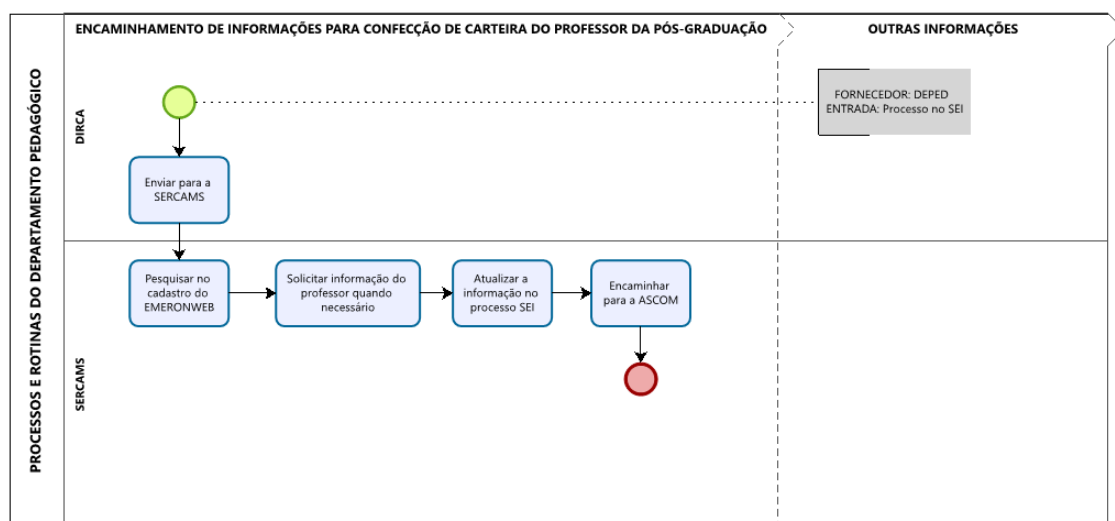 ENCAMINHAMENTO DE INFORMAÇÕES PARA CONFECÇÃO DE CARTEIRA DO PROFESSOR DA PÓS-GRADUAÇÃO
OUTRAS INFORMAÇÕES
PROCESSOS E ROTINAS DO DEPARTAMENTO PEDAGÓGICO
DIRCA
FORNECEDOR: DEPED
ENTRADA: Processo no SEI
Enviar para a
SERCAMS
SERCAMS
Pesquisar no
cadastro do
EMERONWEB
Solicitar informação do
professor quando
necessário
Atualizar a
informação no
processo SEI
Encaminhar
para a ASCOM